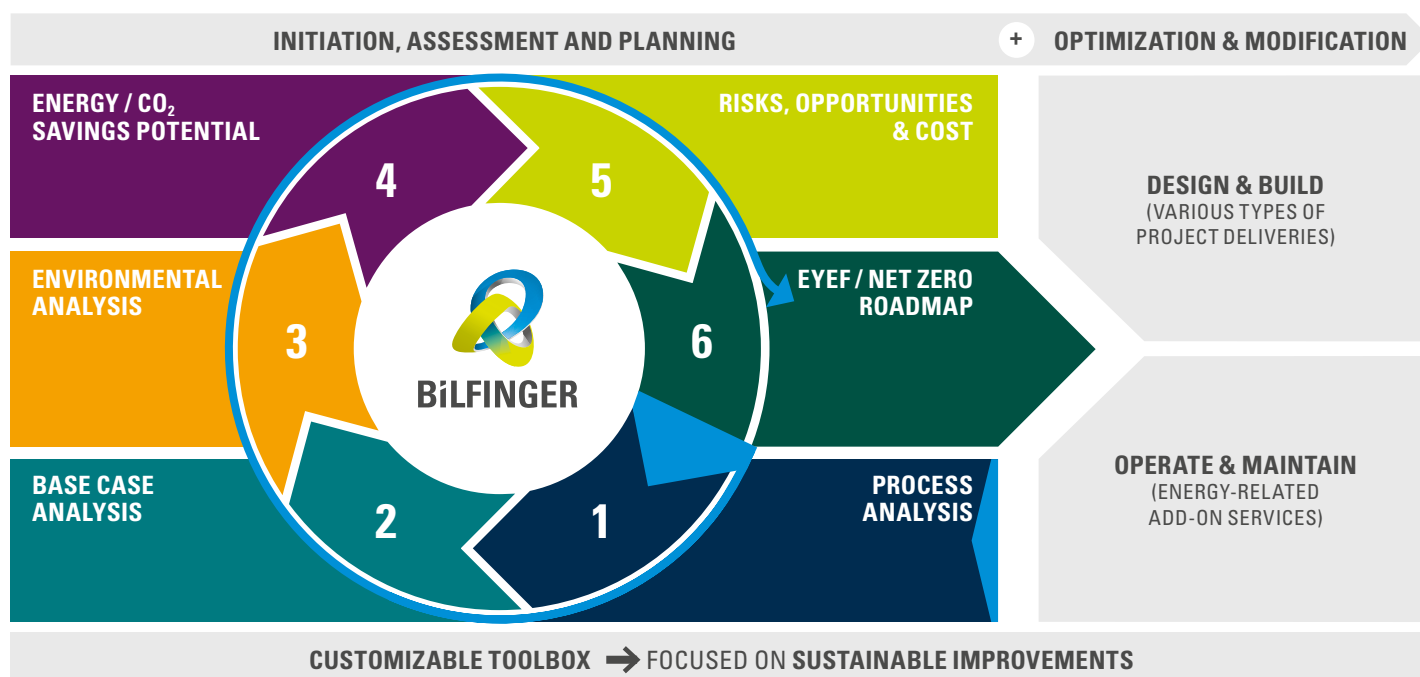 INITIATION, ASSESSMENT AND PLANNING
+
OPTIMIZATION & MODIFICATION
ENERGY / CO₂
SAVINGS POTENTIAL
4
5
RISKS, OPPORTUNITIES
& COST
ENVIRONMENTAL
ANALYSIS
3
BiLFINGER
6
EYEF / NET ZERO
ROADMAP
BASE CASE
ANALYSIS
2
1
PROCESS
ANALYSIS
DESIGN & BUILD
(VARIOUS TYPES OF
PROJECT DELIVERIES)
OPERATE & MAINTAIN
(ENERGY-RELATED
ADD-ON SERVICES)
CUSTOMIZABLE TOOLBOX → FOCUSED ON SUSTAINABLE IMPROVEMENTS